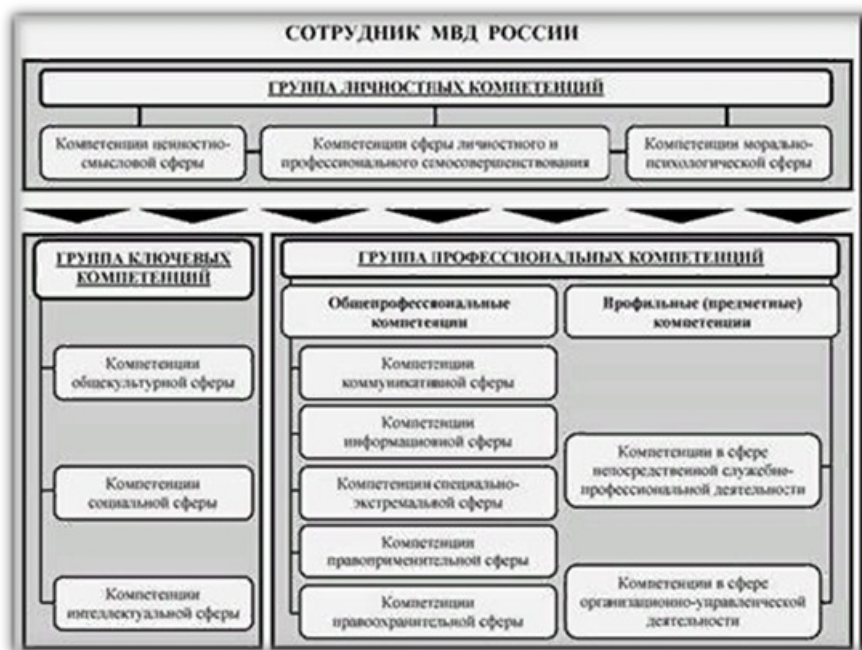 СОТРУДНИК МВД РОССИИ
ГРУППА ЛИЧНОСТНЫХ КОМПЕТЕНЦИЙ
Компетенции ценностно-
смысловой сферы
Компетенции сферы личностного и
профессионального самосовершенствования
Компетенции морально-
психологической сферы
ГРУППА КЛЮЧЕВЫХ
КОМПЕТЕНЦИЙ
Компетенции
общекультурной сферы
Компетенции
социальной сферы
Компетенции
интеллектуальной сферы
ГРУППА ПРОФЕССИОНАЛЬНЫХ КОМПЕТЕНЦИЙ
Общепрофессиональные
компетенции
Компетенции
коммуникативной сферы
Компетенции
информационной сферы
Компетенции специально-
экстремальной сферы
Компетенции
правоприменительной сферы
Компетенции
правоохранительной сферы
Профильные (предметные)
компетенции
Компетенции в сфере
непосредственной служебно-
профессиональной деятельности
Компетенции в сфере
организационно-управленческой
деятельности